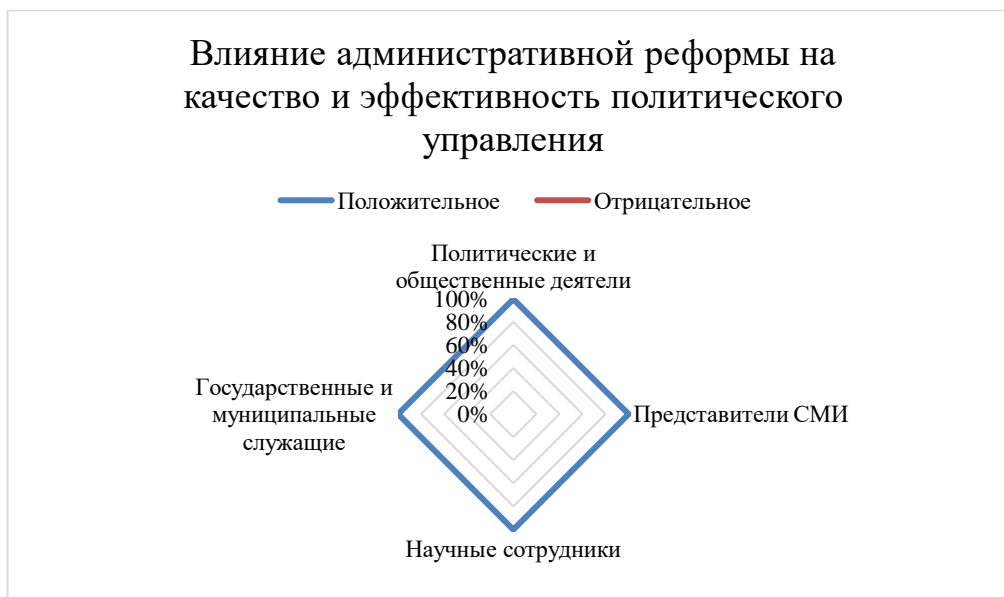 Влияние административной реформы на
качество и эффективность политического
управления
Положительное
Отрицательное
Политические и
общественные деятели
100%
80%
60%
40%
20%
0%
Государственные и
муниципальные
служащие
Представители СМИ
Научные сотрудники